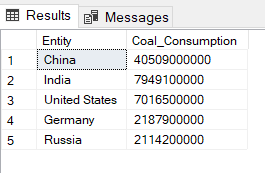 Results Messages
Entity Coal_Consumption
1 China 40509000000
2 India 7949100000
3 United States 7016500000
4 Germany 2187900000
5 Russia 2114200000